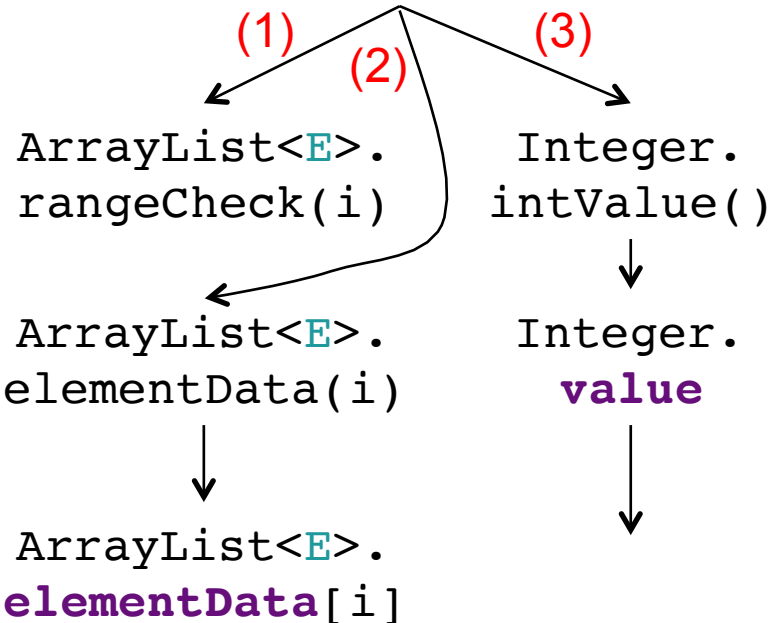 (1)
(2)
(3)
ArrayList<E>.
rangeCheck(i)
Integer.
intValue()
ArrayList<E>.
elementData(i)
Integer.
value
ArrayList<E>.
elementData[i]